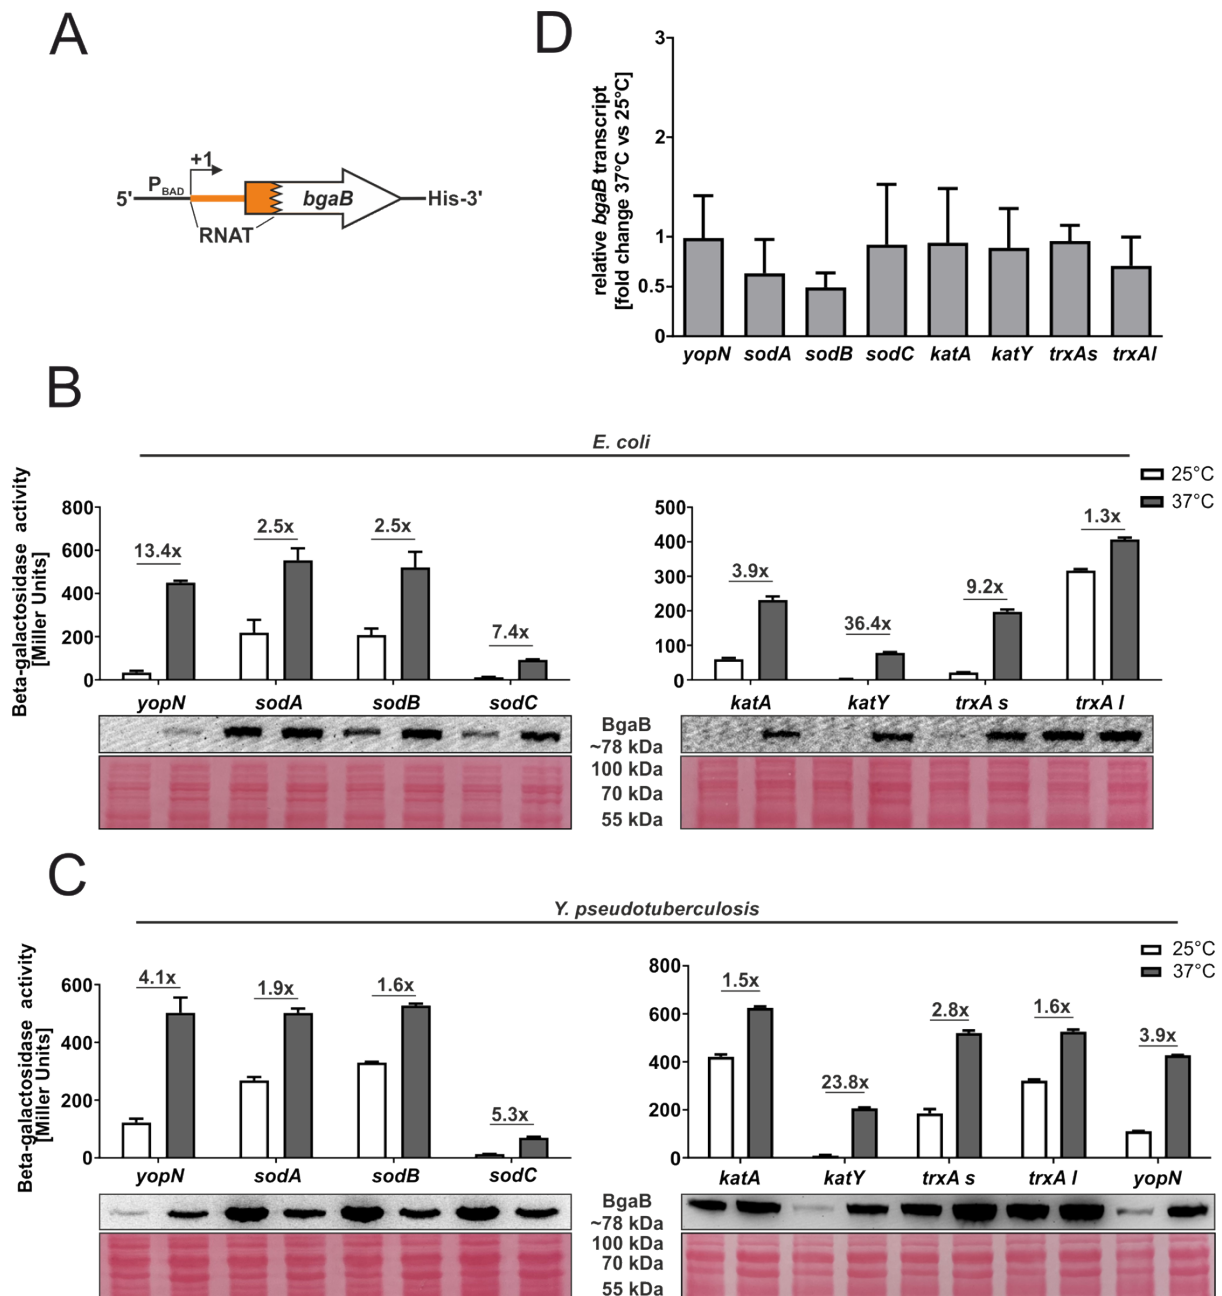 A
+1
5'
PBAD
bgaB
His-3'
RNAT
D
relative bgaB transcript
[fold change 37°C vs 25°C]
3
2
1
0.5
0
yopN sodA sodB sodC katA katY trxAs trxAl
B
E. coli
25°C
37°C
Beta-galactosidase activity
[Miller Units]
800
600
400
200
0
13.4x
2.5x
2.5x
7.4x
yopN sodA sodB sodC
500
400
300
200
100
0
3.9x
36.4x
9.2x
1.3x
katA katY trxA s trxA l
BgaB
~78 kDa
100 kDa
70 kDa
55 kDa
C
Y. pseudotuberculosis
25°C
37°C
Beta-galactosidase activity
[Miller Units]
600
400
200
0
4.1x
1.9x
1.6x
5.3x
yopN sodA sodB sodC
800
600
400
200
0
1.5x
23.8x
2.8x
1.6x
3.9x
katA katY trxA s trxA l yopN
BgaB
~78 kDa
100 kDa
70 kDa
55 kDa